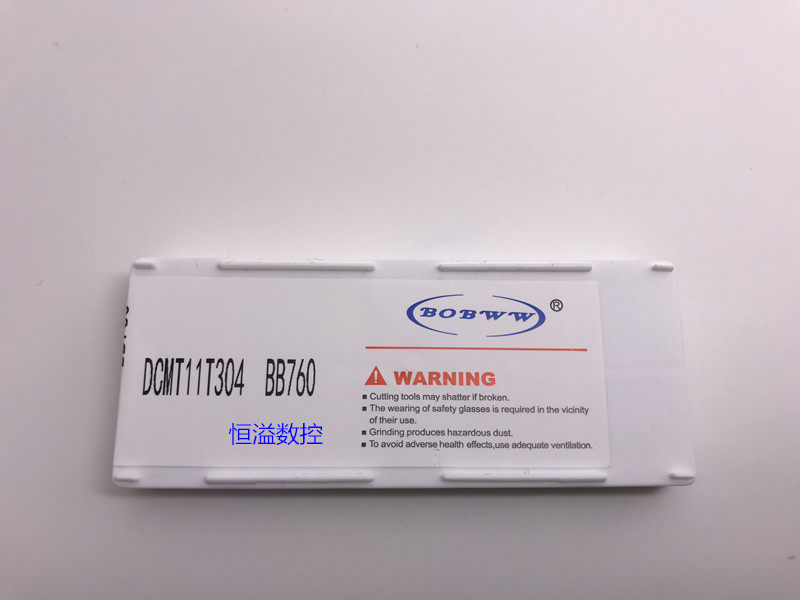 BOBWW®
DCMT11T304 BB760
恒溢数控
WARNING
▪ Cutting tools may shatter if broken.
▪ The wearing of safety glasses is required in the vicinity
of their use.
▪ Grinding produces hazardous dust.
▪ To avoid adverse health effects,use adequate ventilation.